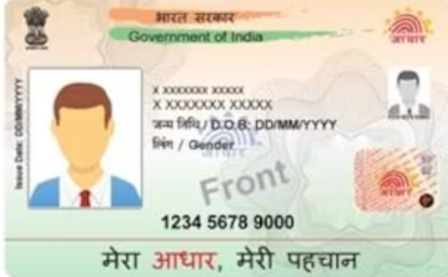 भारत सरकार
Government of India
आधार
Issue Date: DD/MM/YYYY
X XXXXXXX XXXXX
X XXXXXXX XXXXX
जन्म तिथि / D.O.B: DD/MM/YYYY
लिंग / Gender
आधार
Front
1234 5678 9000
मेरा आधार, मेरी पहचान